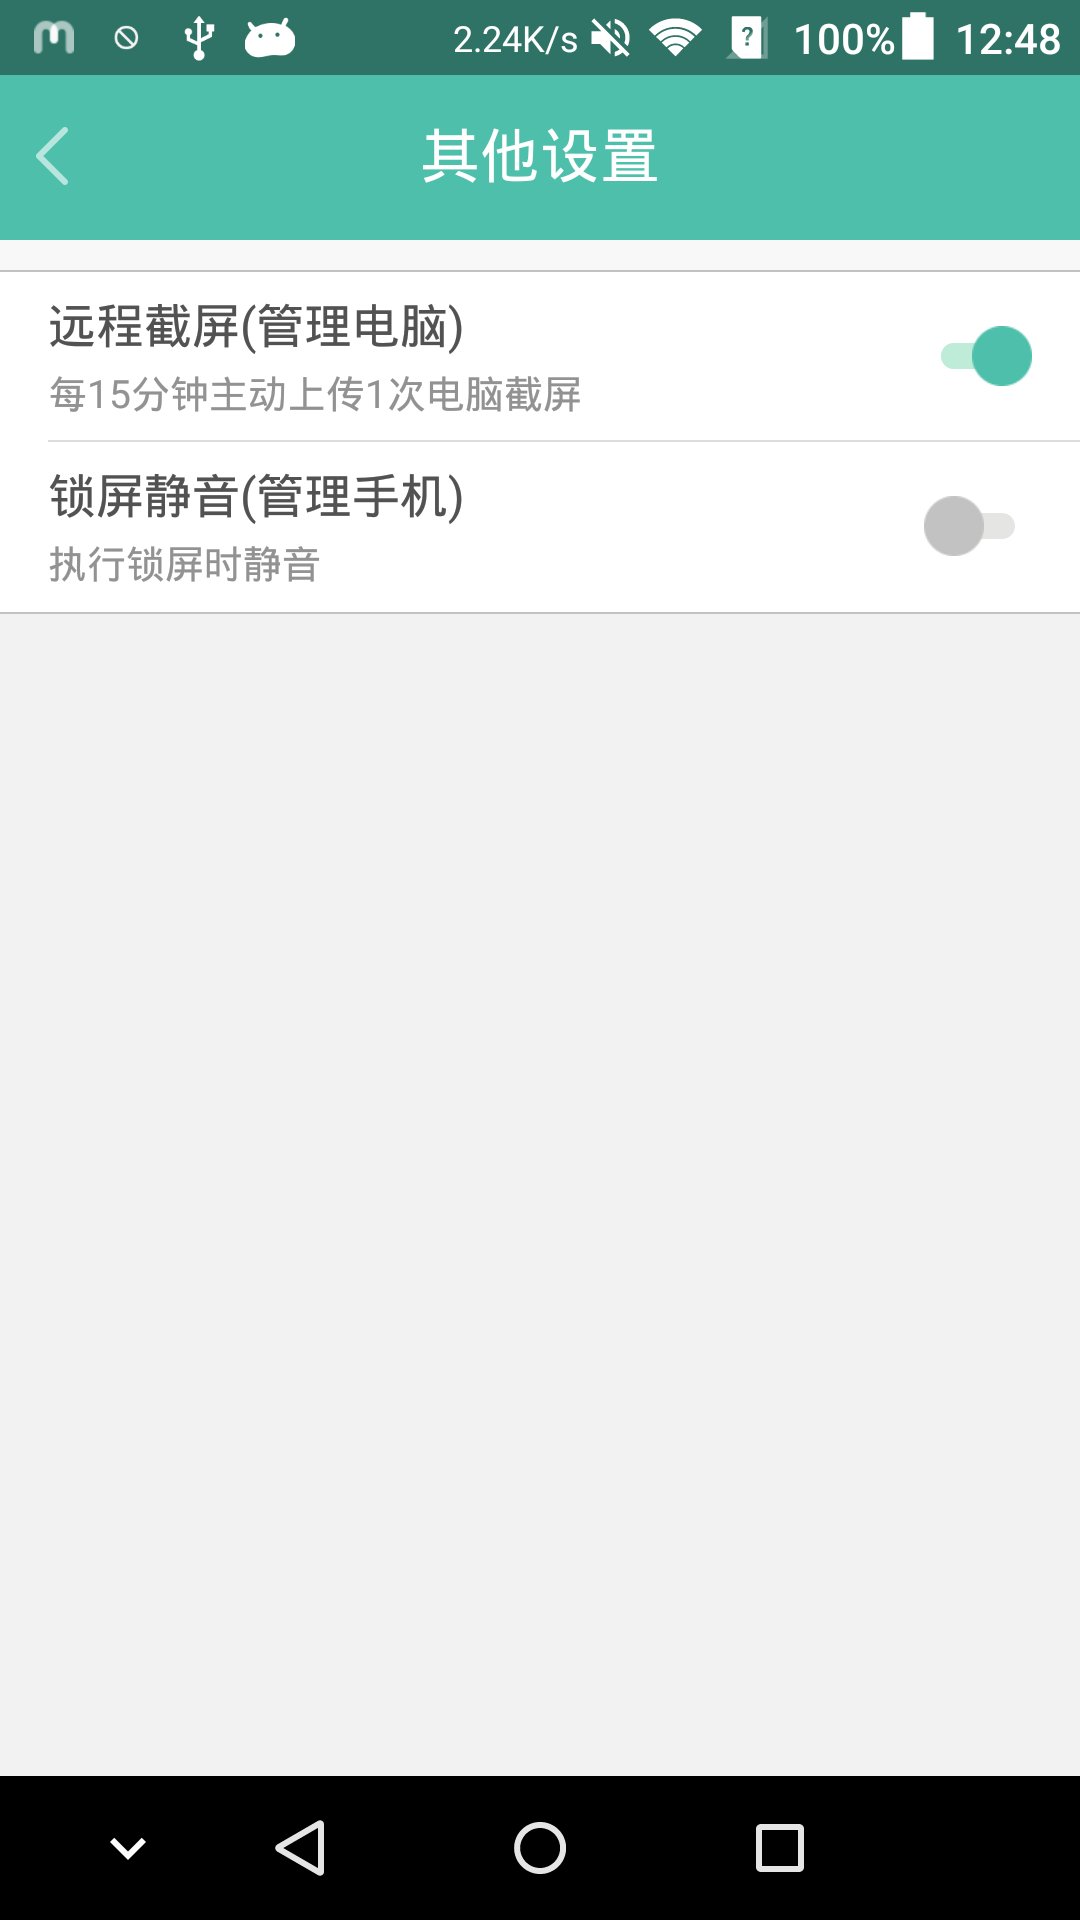 2.24K/s 100% 12:48
其他设置
远程截屏(管理电脑)
每15分钟主动上传1次电脑截屏
锁屏静音(管理手机)
执行锁屏时静音